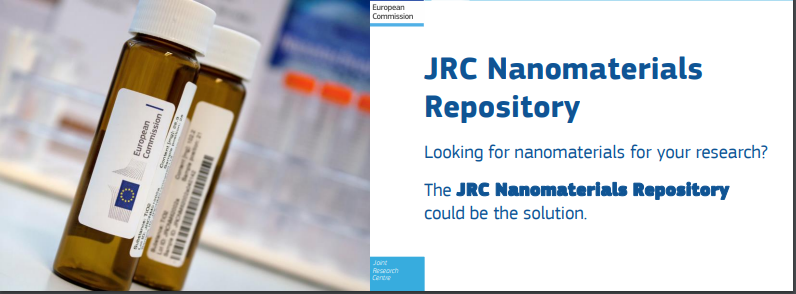 European
Commission
European
Commission
JRC Nanomaterials
Repository
Looking for nanomaterials for your research?
The JRC Nanomaterials Repository
could be the solution.
Joint
Research
Centre